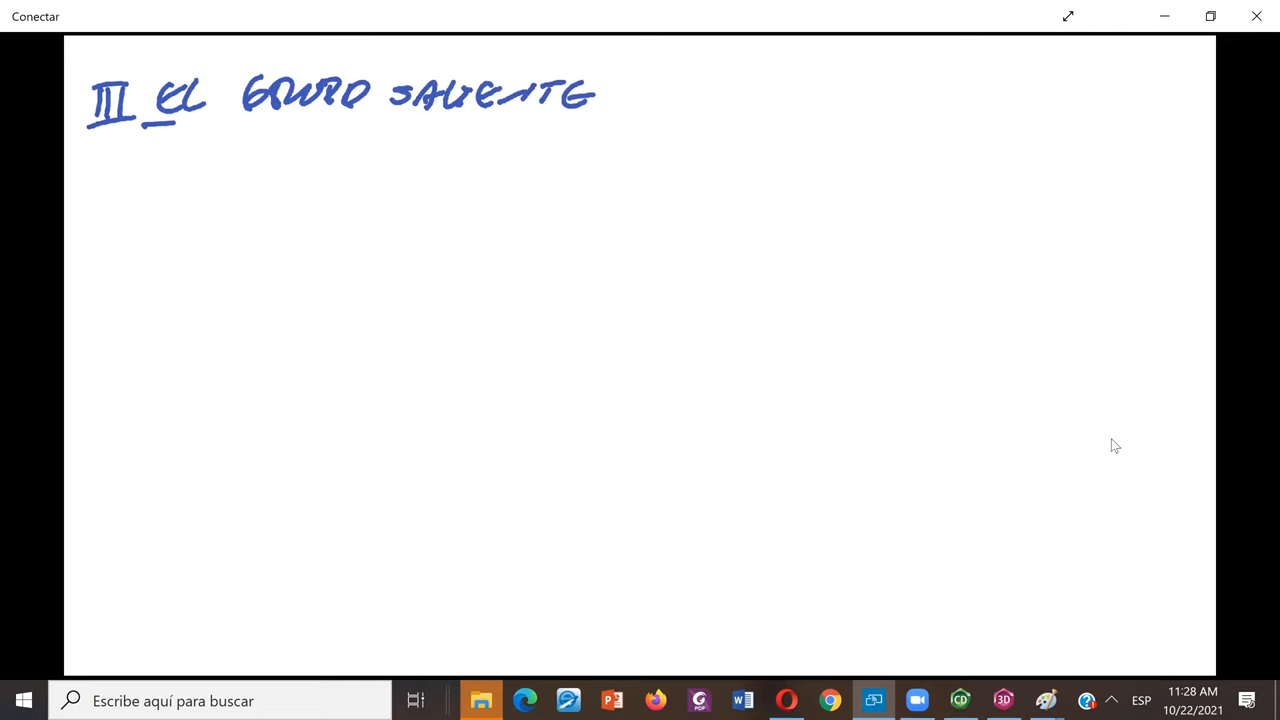 Conectar
III EL GRUPO SALIENTE
Escribe aquí para buscar
ESP
11:28 AM
10/22/2021